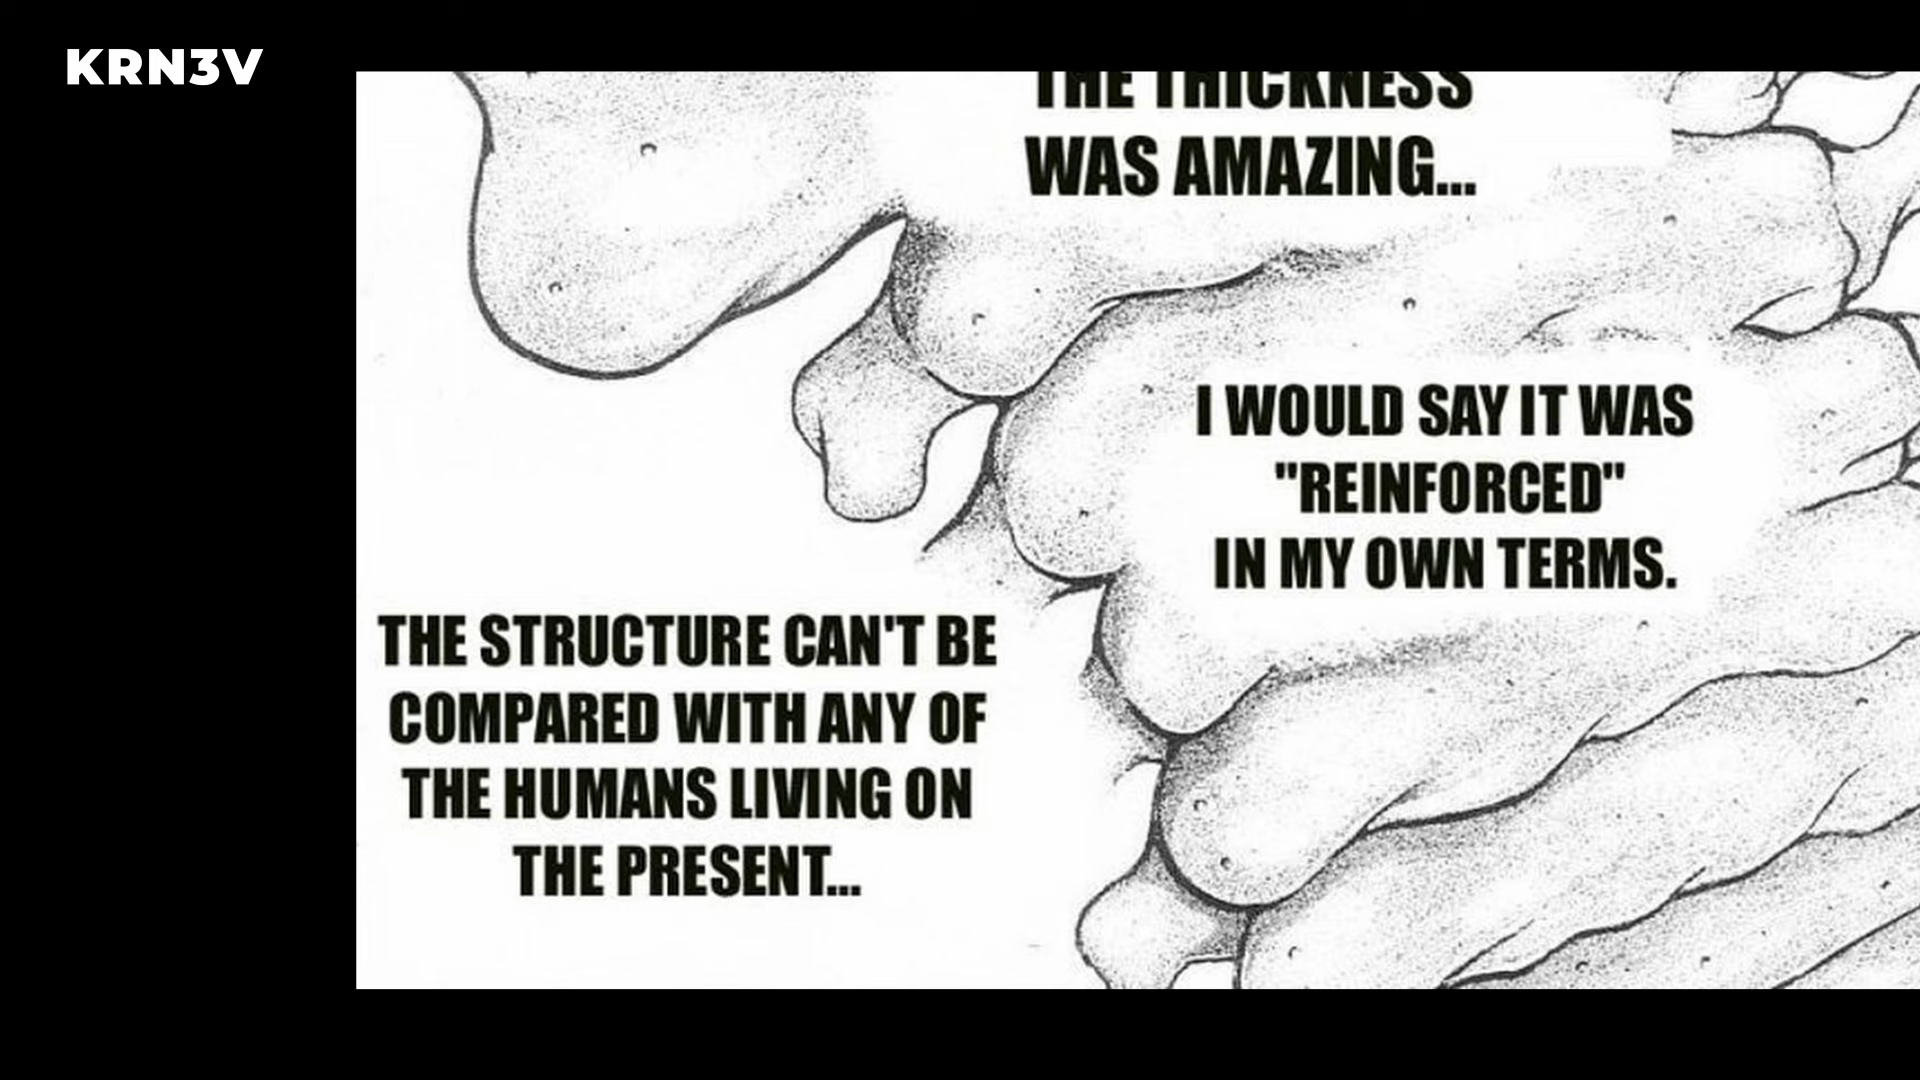 KRN3V
THE THICKNESS
WAS AMAZING...
I WOULD SAY IT WAS
"REINFORCED"
IN MY OWN TERMS.
THE STRUCTURE CAN'T BE
COMPARED WITH ANY OF
THE HUMANS LIVING ON
THE PRESENT...